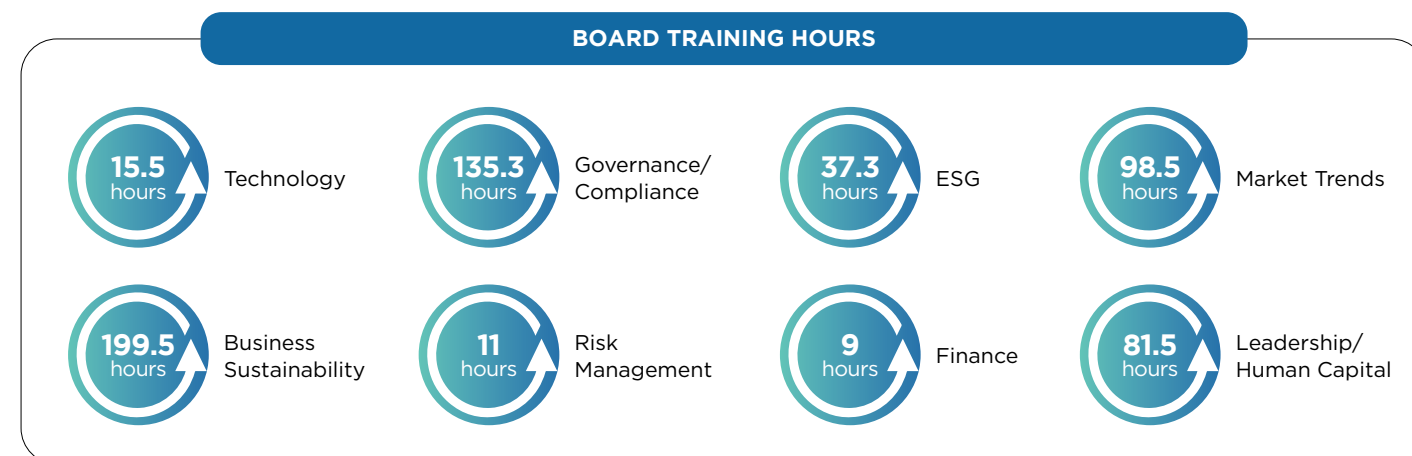 BOARD TRAINING HOURS
15.5
hours
Technology
135.3
hours
Governance/
Compliance
37.3
hours
ESG
98.5
hours
Market Trends
199.5
hours
Business
Sustainability
11
hours
Risk
Management
9
hours
Finance
81.5
hours
Leadership/
Human Capital